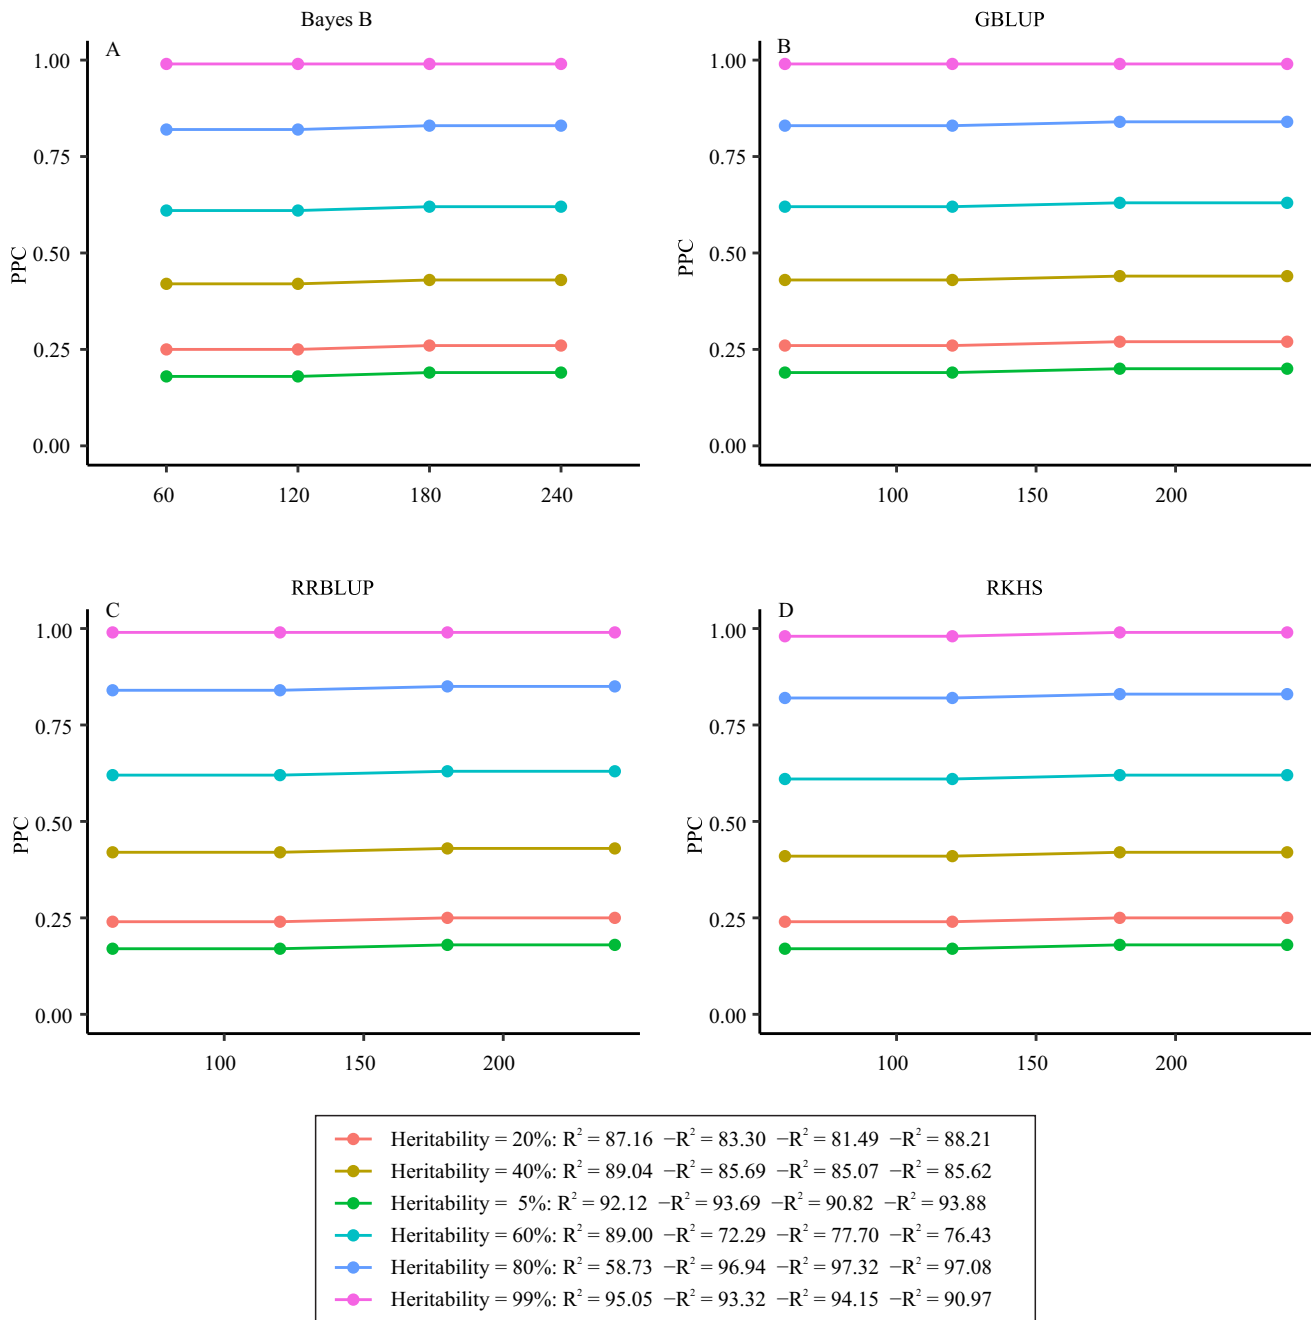 Bayes B
A
1.00
0.75
0.50
0.25
0.00
PPC
60 120 180 240
GBLUP
B
1.00
0.75
0.50
0.25
0.00
PPC
100 150 200
RRBLUP
C
1.00
0.75
0.50
0.25
0.00
PPC
100 150 200
RKHS
D
1.00
0.75
0.50
0.25
0.00
PPC
100 150 200
Heritability = 20%: R² = 87.16 −R² = 83.30 −R² = 81.49 −R² = 88.21
Heritability = 40%: R² = 89.04 −R² = 85.69 −R² = 85.07 −R² = 85.62
Heritability = 5%: R² = 92.12 −R² = 93.69 −R² = 90.82 −R² = 93.88
Heritability = 60%: R² = 89.00 −R² = 72.29 −R² = 77.70 −R² = 76.43
Heritability = 80%: R² = 58.73 −R² = 96.94 −R² = 97.32 −R² = 97.08
Heritability = 99%: R² = 95.05 −R² = 93.32 −R² = 94.15 −R² = 90.97